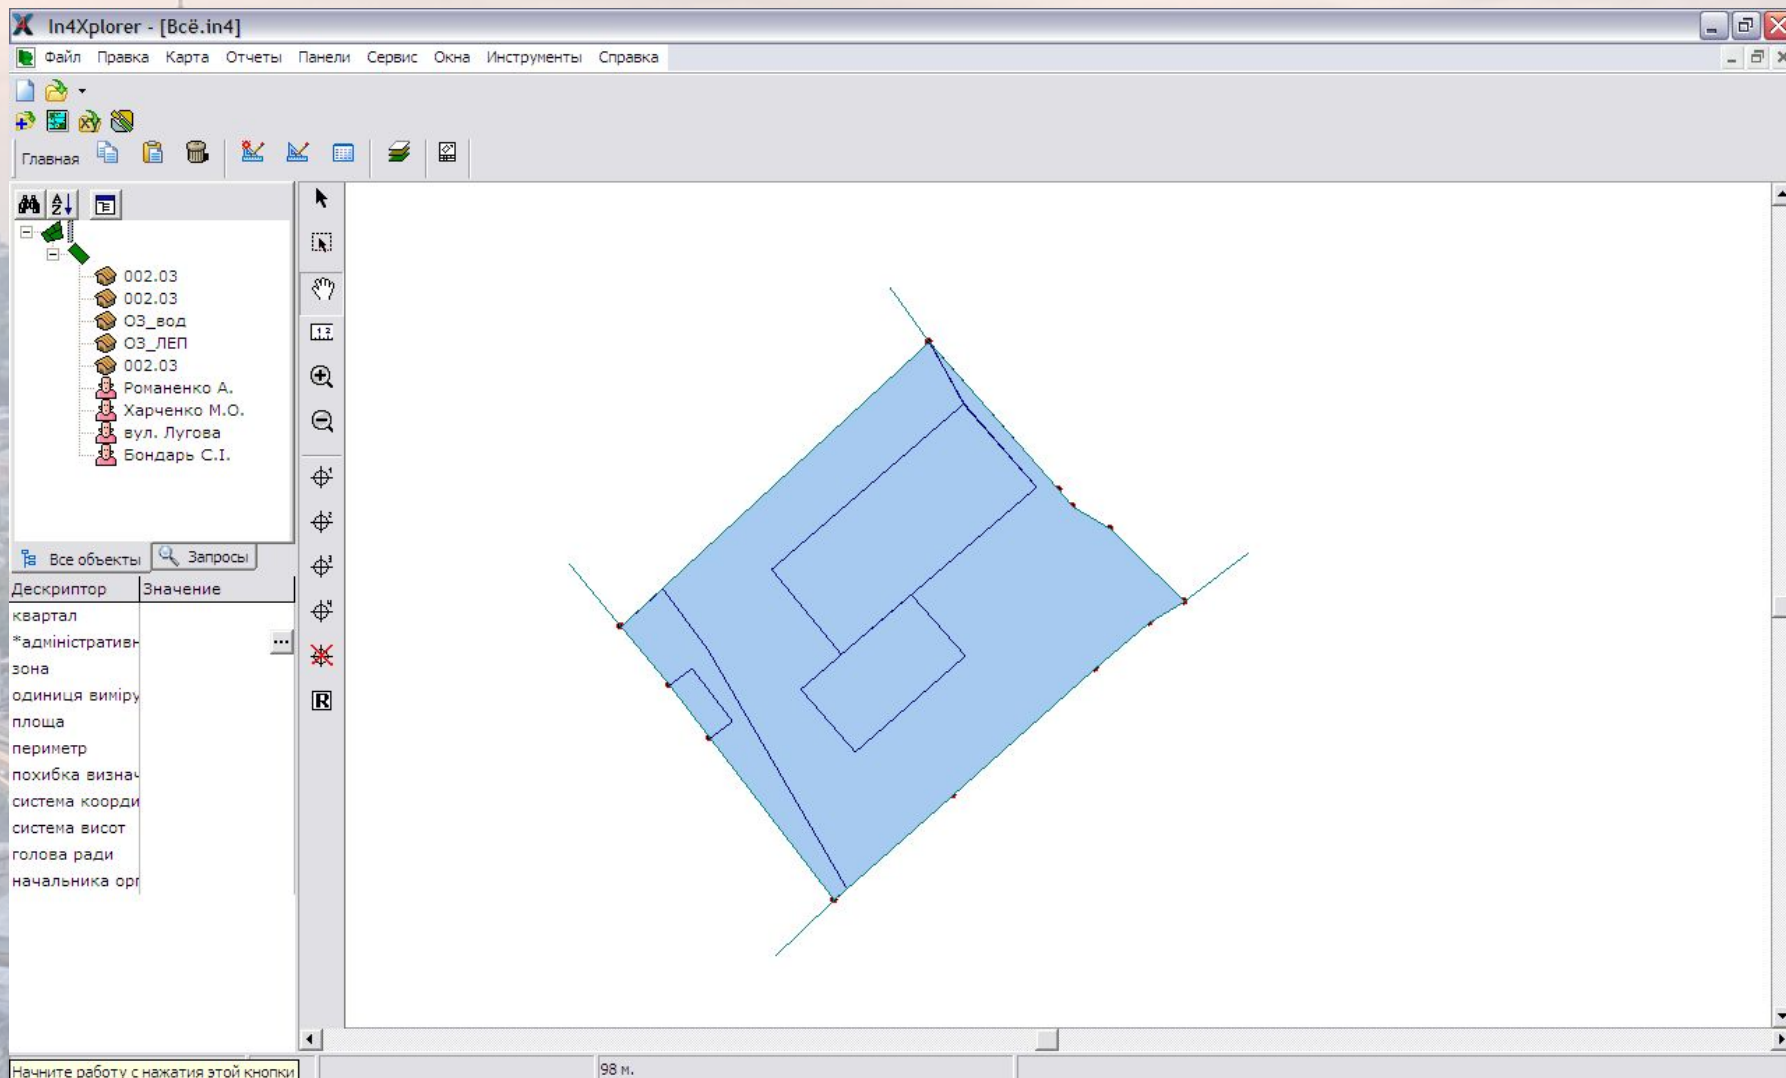 In4Xplorer - [Всё.in4]
Файл Правка Карта Отчеты Панели Сервис Окна Инструменты Справка
Главная
002.03
002.03
ОЗ_вод
ОЗ_ЛЕП
002.03
Романенко А.
Харченко М.О.
вул. Лугова
Бондарь С.І.
Все объекты Запросы
Дескриптор Значение
квартал
*адміністративн
зона
одиниця виміру
площа
периметр
похибка визнач
система коорди
система висот
голова ради
начальника орг
Начните работу с нажатия этой кнопки
98 м.